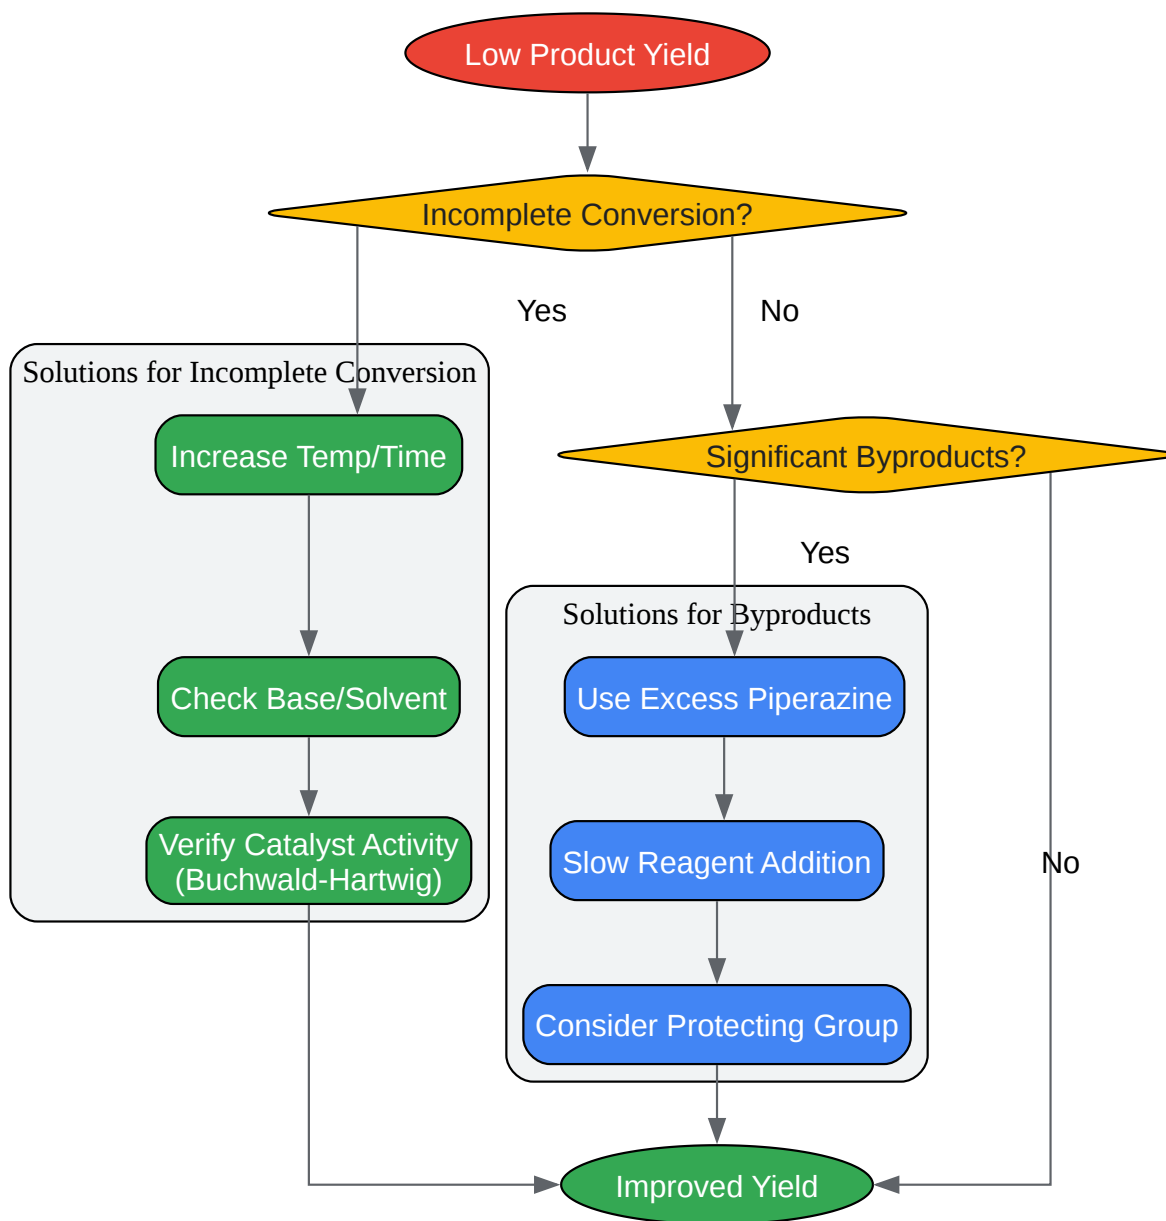 Low Product Yield
Incomplete Conversion?
Yes
No
Solutions for Incomplete Conversion
Increase Temp/Time
Significant Byproducts?
Yes
Solutions for Byproducts
Check Base/Solvent
Use Excess Piperazine
Verify Catalyst Activity
(Buchwald-Hartwig)
Slow Reagent Addition
No
Consider Protecting Group
Improved Yield